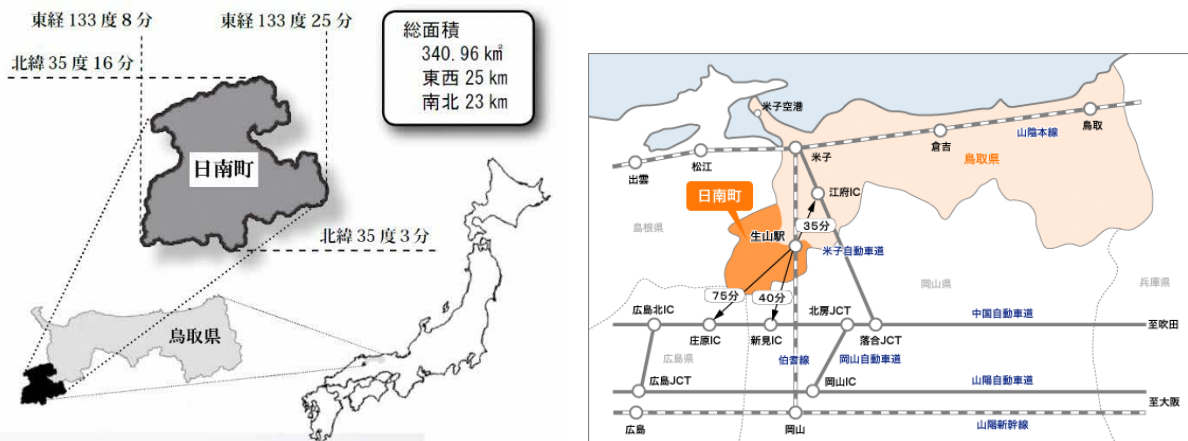 東経 133 度 8 分
東経 133 度 25 分
北緯 35 度 16 分
総面積
340.96 ㎢
東西 25 km
南北 23 km
日南町
北緯 35 度 3 分
鳥取県
米子空港
鳥取
山陰本線
倉吉
米子
松江
出雲
鳥取県
江府IC
日南町
35分
島根県
生山駅
米子自動車道
岡山県
兵庫県
75分
40分
広島北IC
北房JCT
中国自動車道
至吹田
庄原IC
新見IC
落合JCT
広島県
伯耆線
岡山自動車道
広島JCT
岡山IC
山陽自動車道
至大阪
広島
岡山
山陽新幹線